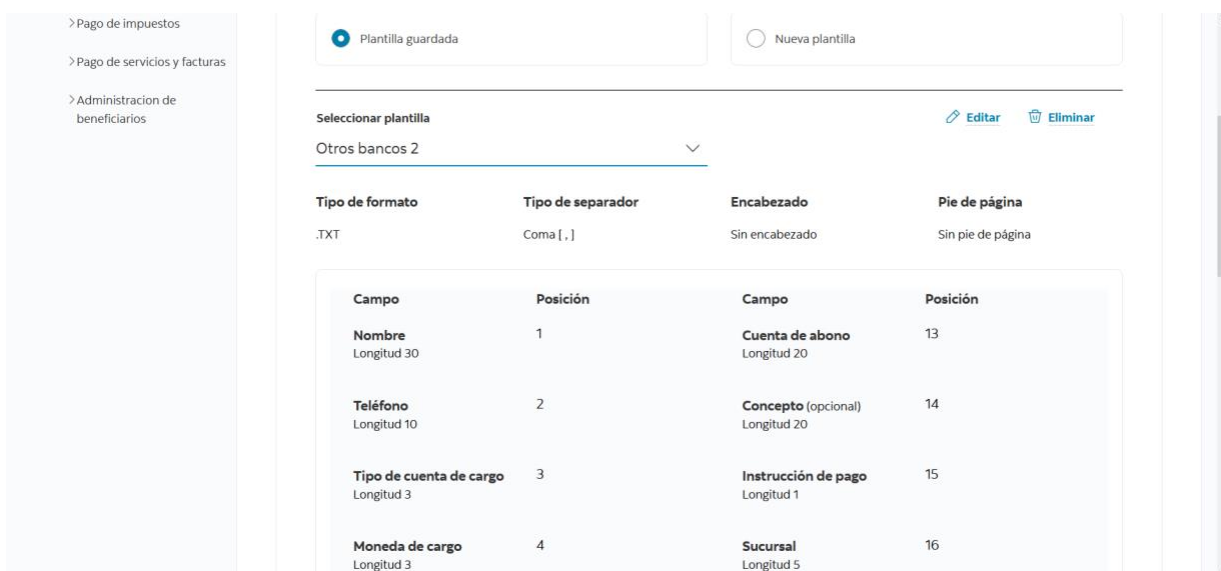 Pago de impuestos
Pago de servicios y facturas
Administracion de
beneficiarios
Plantilla guardada
Nueva plantilla
Seleccionar plantilla
Editar
Eliminar
Otros bancos 2
Tipo de formato
Tipo de separador
Encabezado
Pie de página
.TXT
Coma [ , ]
Sin encabezado
Sin pie de página
Campo
Posición
Campo
Posición
Nombre
Longitud 30
1
Cuenta de abono
Longitud 20
13
Teléfono
Longitud 10
2
Concepto (opcional)
Longitud 20
14
Tipo de cuenta de cargo
Longitud 3
3
Instrucción de pago
Longitud 1
15
Moneda de cargo
Longitud 3
4
Sucursal
Longitud 5
16